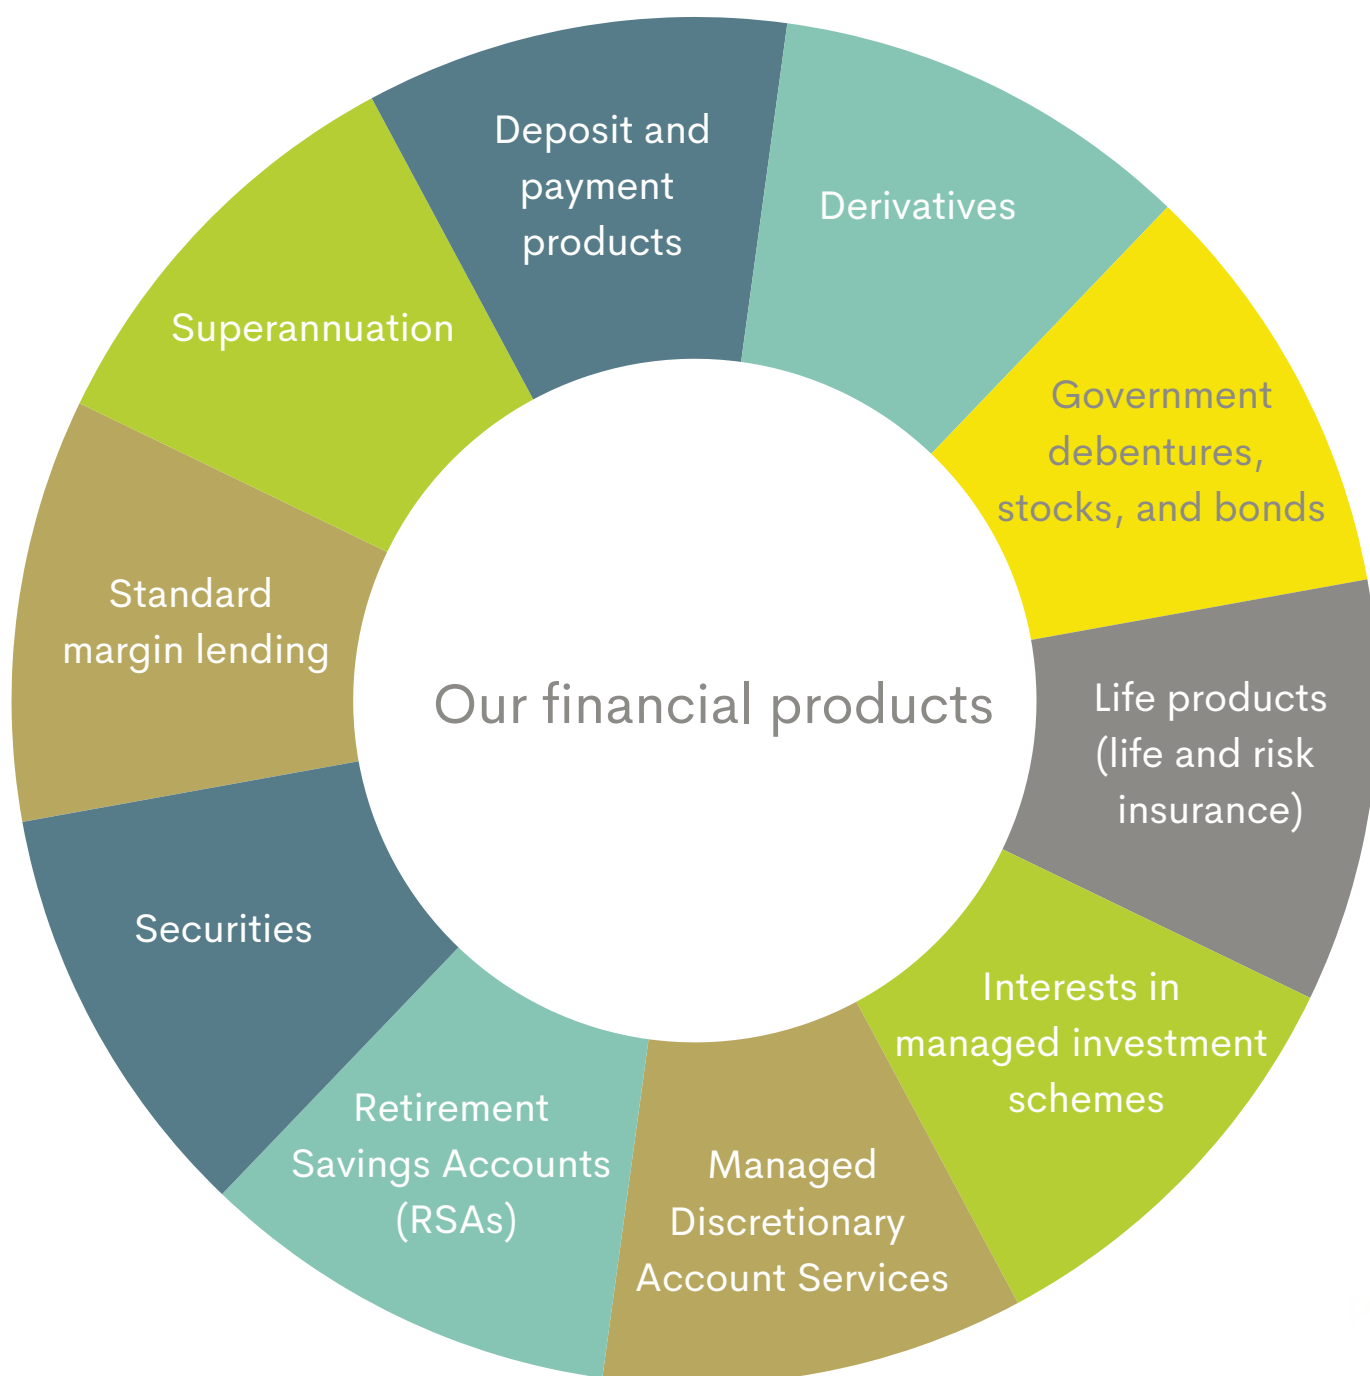 Deposit and
payment
products
Derivatives
Government
debentures,
stocks, and bonds
Life products
(life and risk
insurance)
Interests in
managed investment
schemes
Managed
Discretionary
Account Services
Retirement
Savings Accounts
(RSAs)
Securities
Standard
margin lending
Superannuation
Our financial products